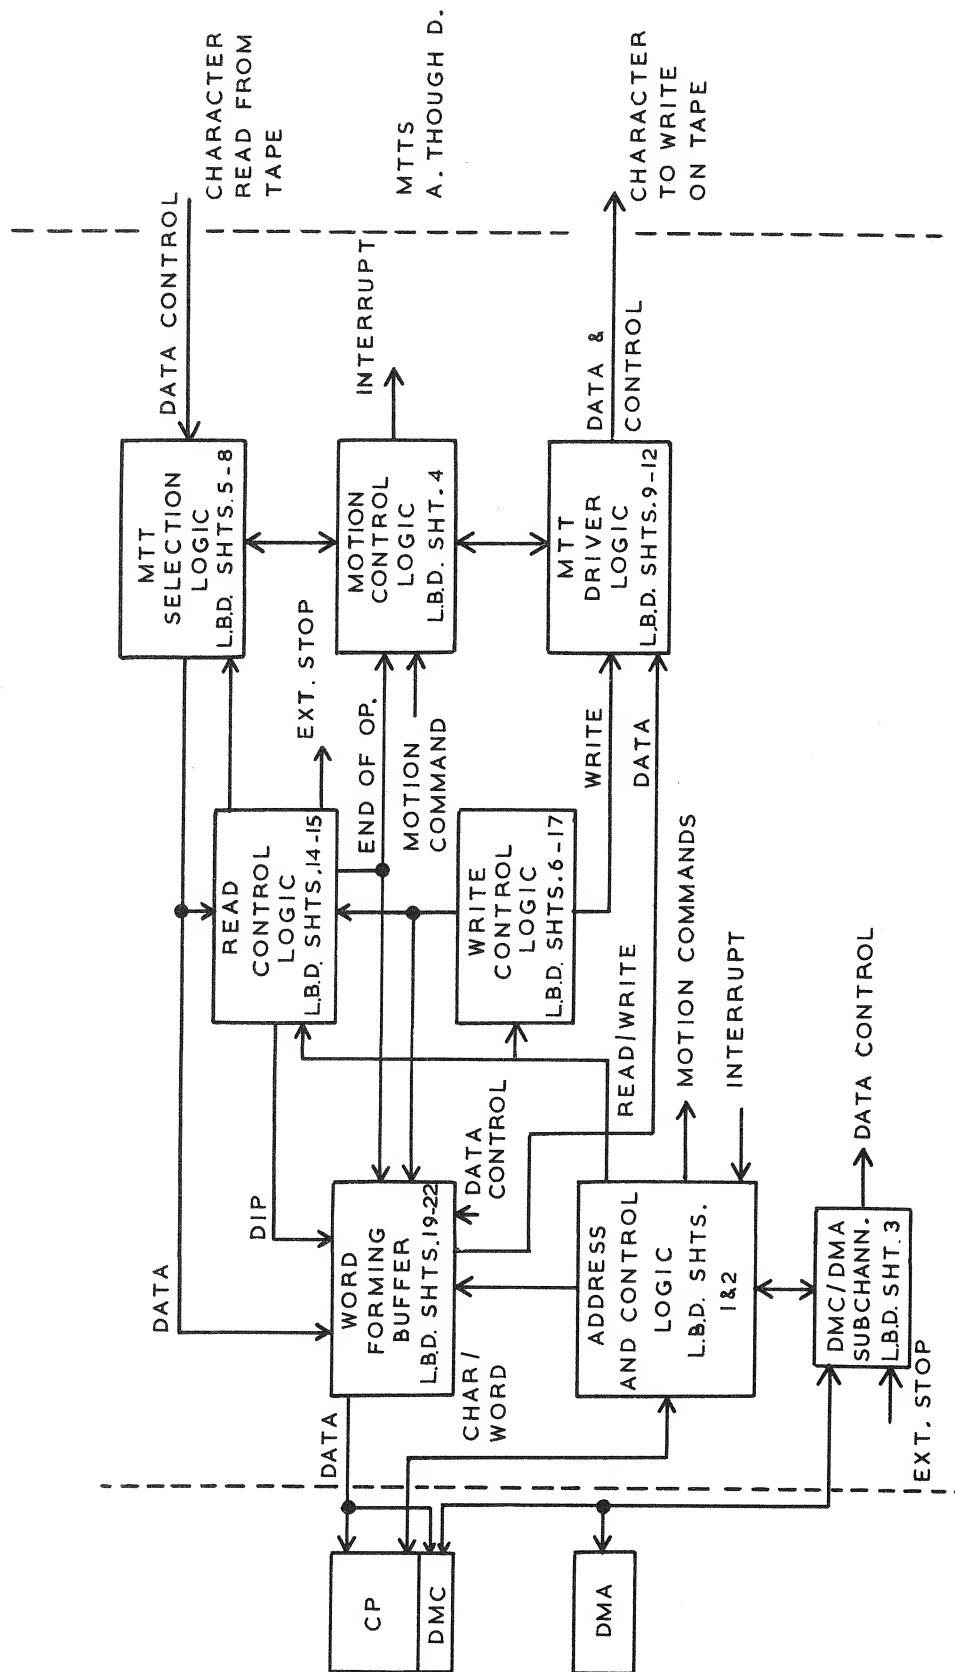 CHARACTER
READ FROM
TAPE
MTTS
A. THOUGH D.
CHARACTER
TO WRITE
ON TAPE
DATA CONTROL
INTERRUPT
DATA &
CONTROL
MTT
SELECTION
LOGIC
L.B.D. SHTS. 5-8
MOTION
CONTROL
LOGIC
L.B.D. SHT. 4
MTT
DRIVER
LOGIC
L.B.D. SHTS. 9-12
EXT. STOP
END OF OP.
MOTION
COMMAND
WRITE
DATA
READ
CONTROL
LOGIC
L.B.D. SHTS. 14-15
WRITE
CONTROL
LOGIC
L.B.D. SHTS. 6-17
READ/WRITE
MOTION COMMANDS
INTERRUPT
DATA CONTROL
DATA
DIP
DATA
CONTROL
WORD
FORMING
BUFFER
L.B.D. SHTS. 19-22
ADDRESS
AND CONTROL
LOGIC
L.B.D. SHTS.
1&2
DMC/DMA
SUBCHANN.
L.B.D. SHT. 3
DATA
CHAR/
WORD
EXT. STOP
CP
DMC
DMA